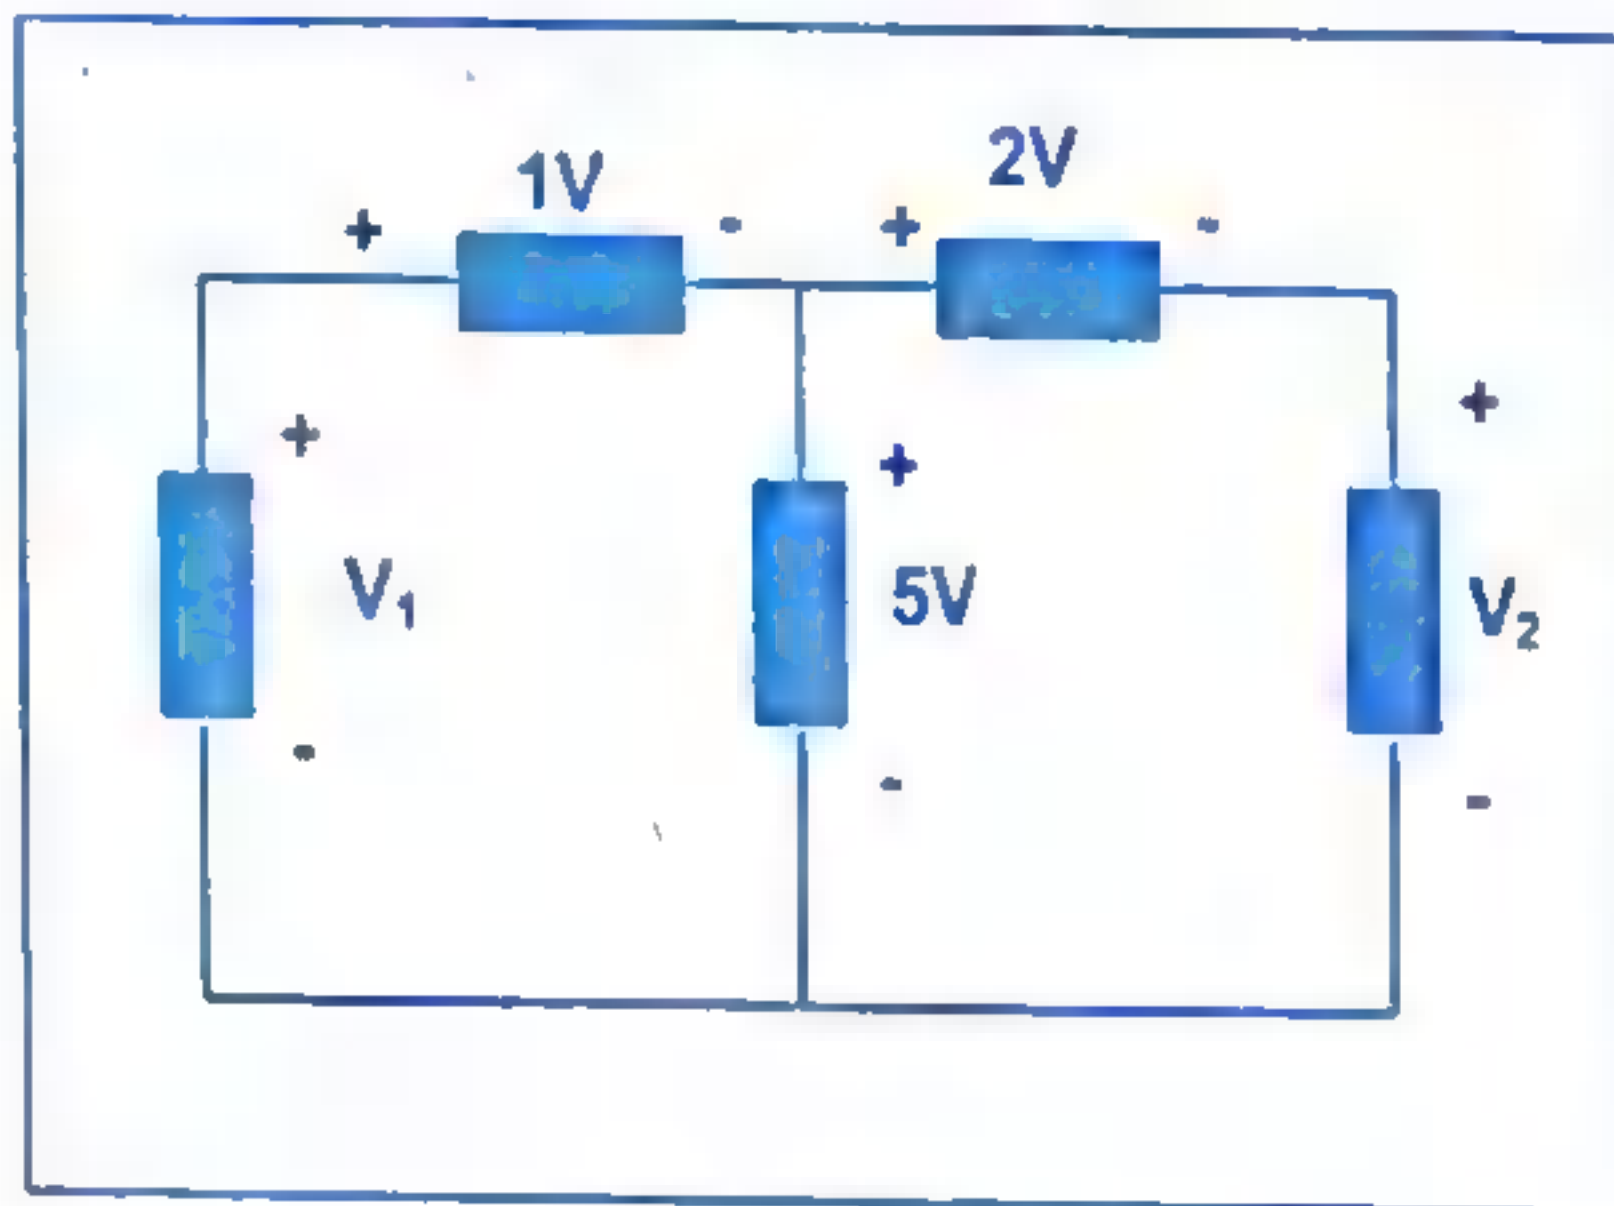 1V
2V
+
-
+
-
+
+
+
V₁
5V
V₂
-
-
-